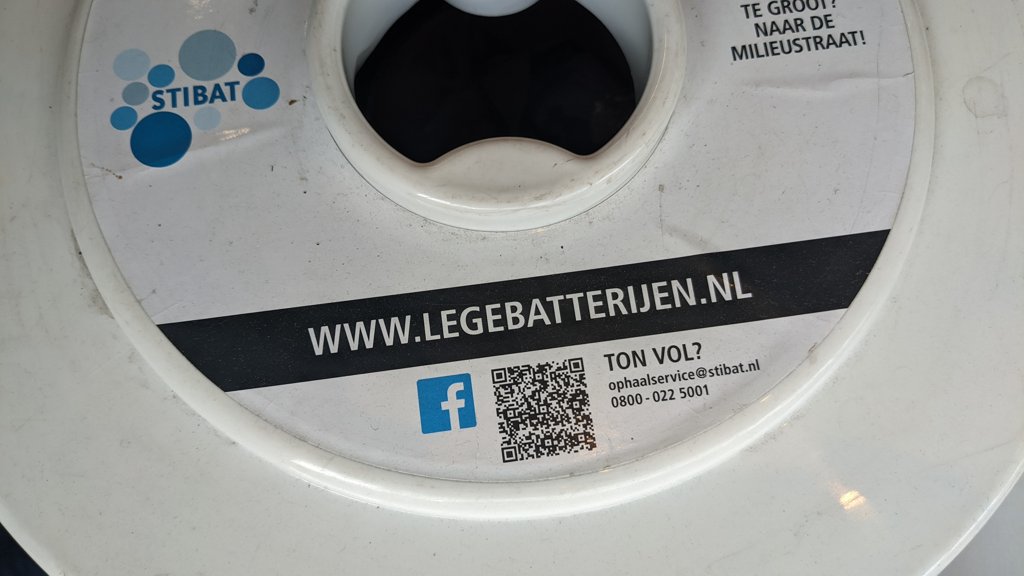 TE GROOT?
NAAR DE
MILIEUSTRAAT!
STIBAT
WWW.LEGEBATTERIJEN.NL
f
TON VOL?
ophaalservice@stibat.nl
0800 - 022 5001